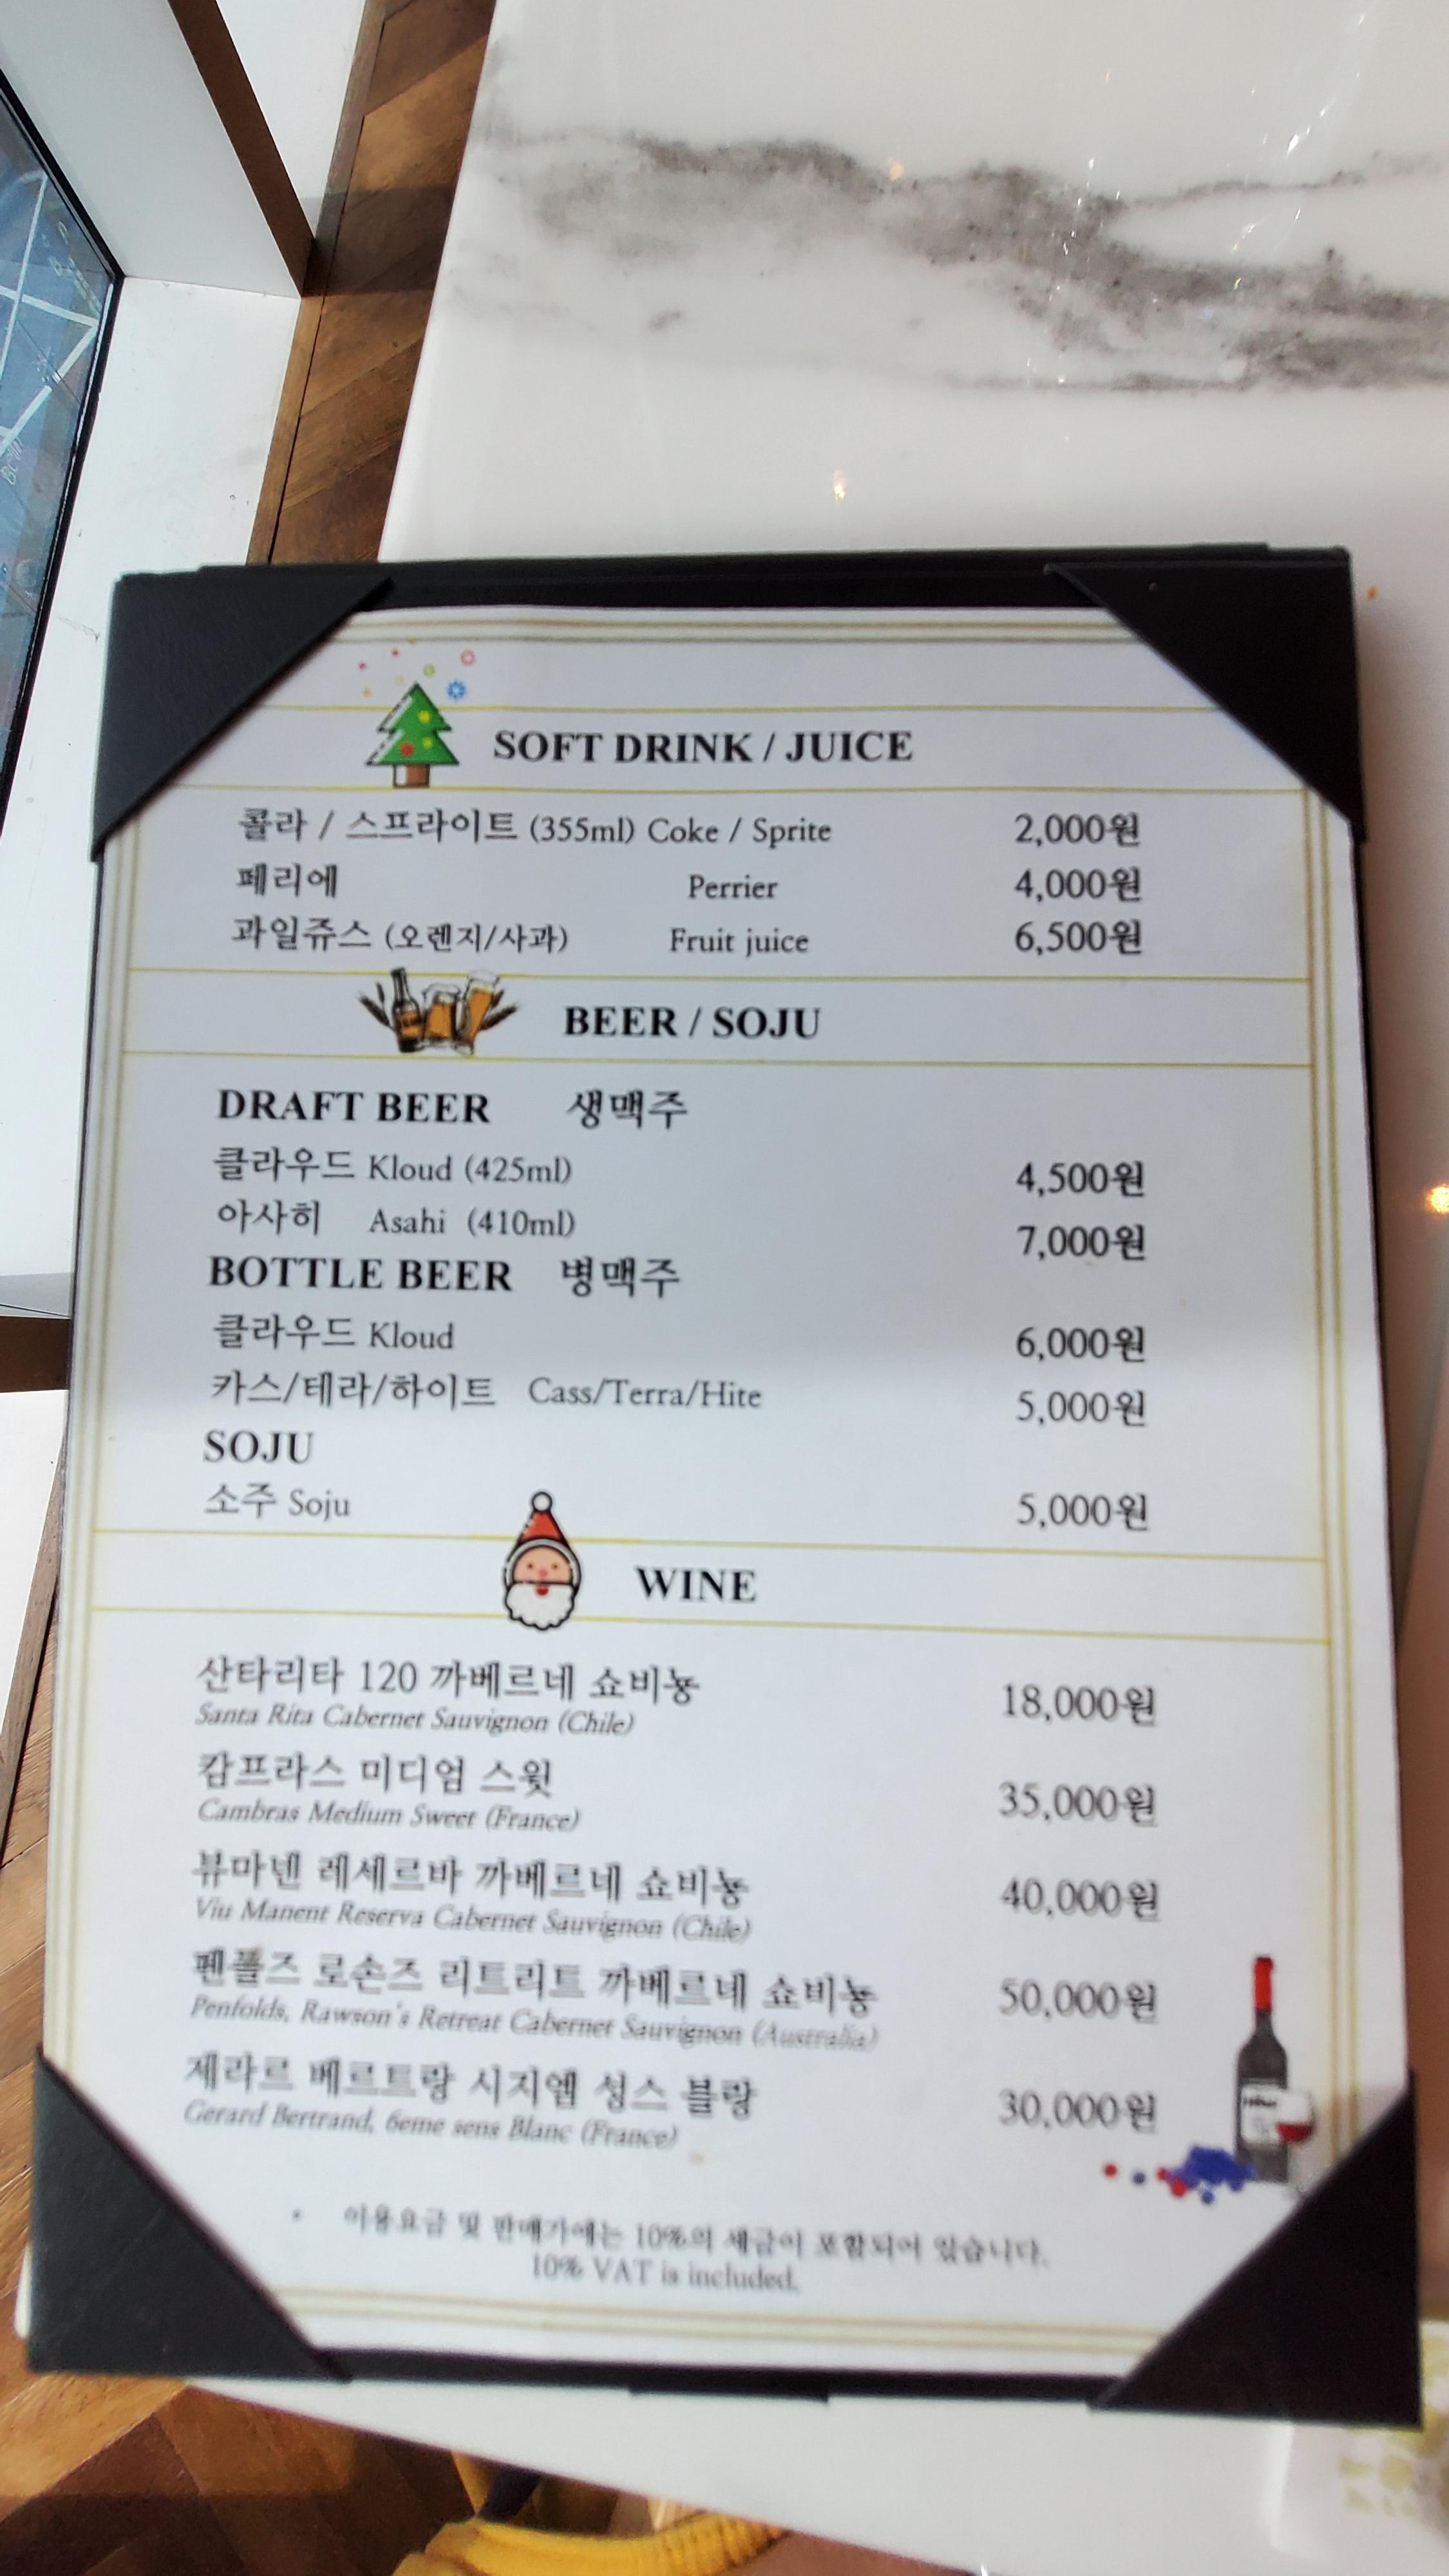 SOFT DRINK / JUICE
콜라 / 스프라이트 (355ml) Coke / Sprite 2,000원
페리에 Perrier 4,000원
과일쥬스 (오렌지/사과) Fruit juice 6,500원
BEER / SOJU
DRAFT BEER 생맥주
클라우드 Kloud (425ml) 4,500원
아사히 Asahi (410ml) 7,000원
BOTTLE BEER 병맥주
클라우드 Kloud 6,000원
카스/테라/하이트 Cass/Terra/Hite 5,000원
SOJU
소주 Soju 5,000원
WINE
산타리타 120 까베르네 쇼비뇽 18,000원
Santa Rita Cabernet Sauvignon (Chile)
캄프라스 미디엄 스윗 35,000원
Cambras Medium Sweet (France)
뷰마넨 레세르바 까베르네 쇼비뇽 40,000원
Viu Manent Reserva Cabernet Sauvignon (Chile)
펜폴즈 로손즈 리트리트 까베르네 쇼비뇽 50,000원
Penfolds, Rawson's Retreat Cabernet Sauvignon (Australia)
제라르 베르트랑 시지엠 성스 블랑 30,000원
Gerard Bertrand, 6eme sens Blanc (France)
* 이용요금 및 판매가에는 10%의 세금이 포함되어 있습니다.
10% VAT is included.